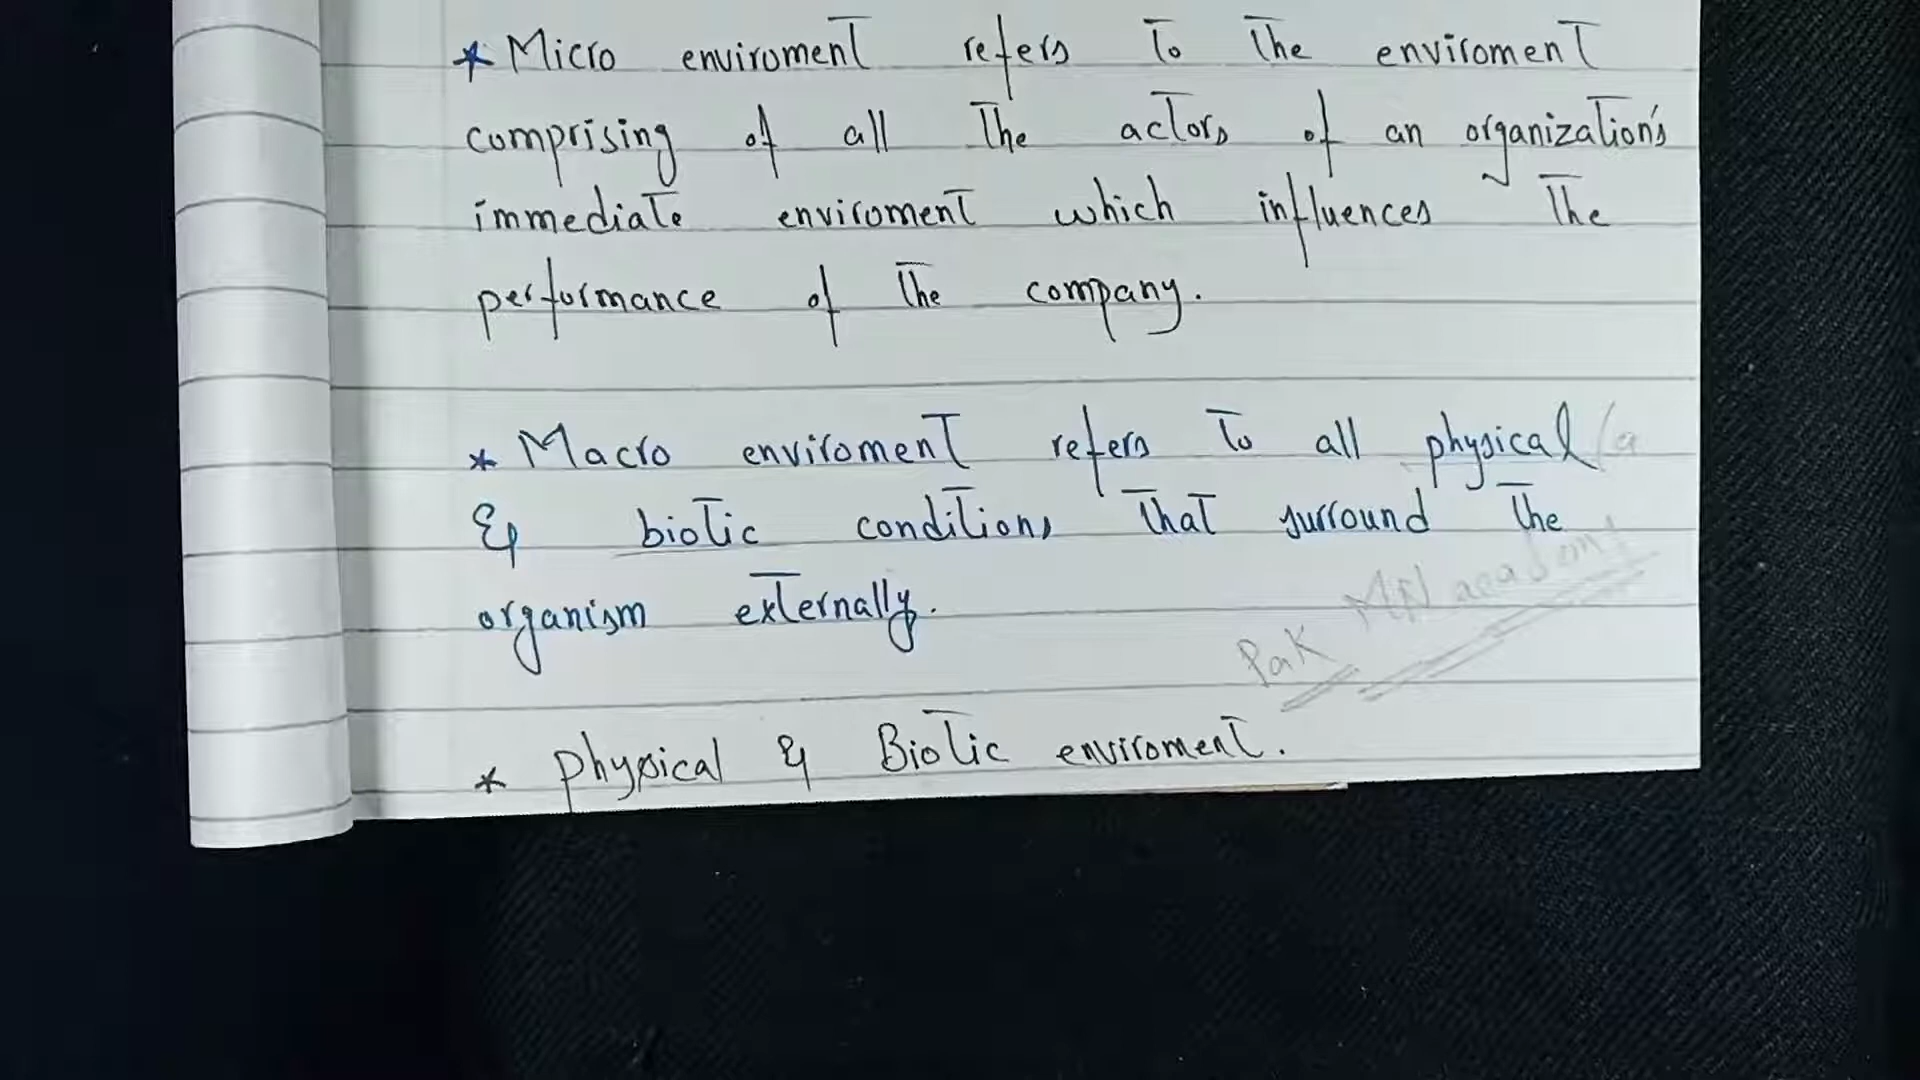 * Micro enviroment refers to the enviroment
comprising of all the actors of an organization's
immediate enviroment which influences the
performance of the company.
* Macro enviroment refers to all physical
& biotic conditions that surround the
organism externally.
Pak MN academy
* Physical & Biotic enviroment.